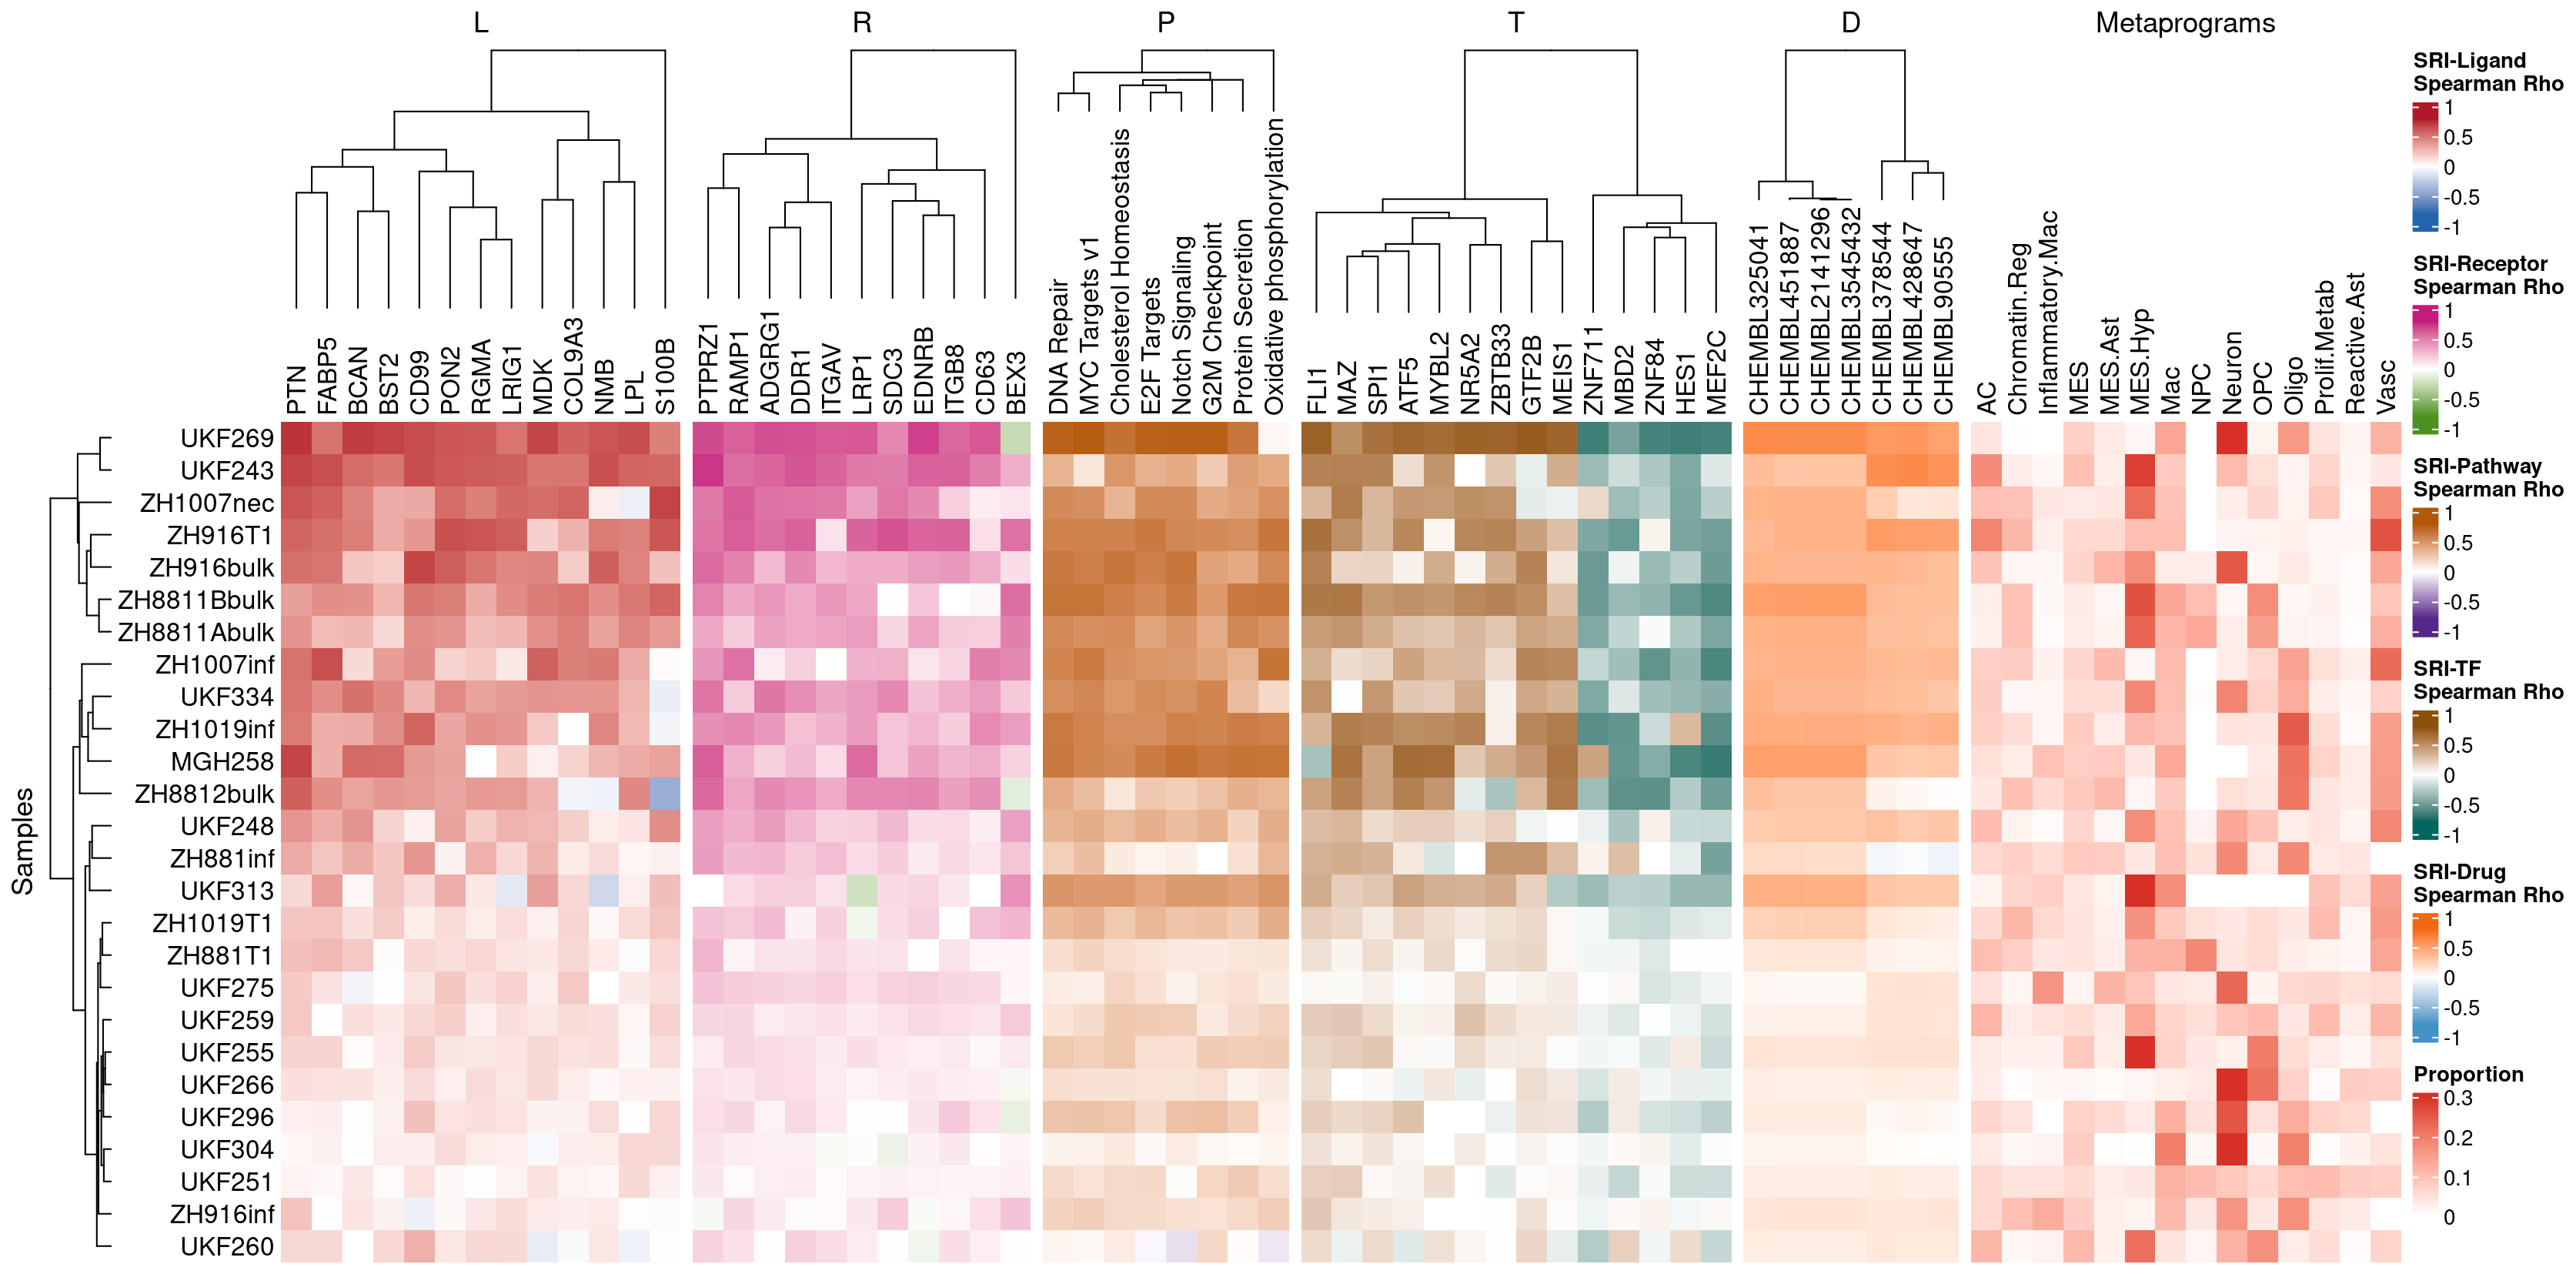 L R P T D Metaprograms
PTN
FABP5
BCAN
BST2
CD99
PON2
RGMA
LRIG1
MDK
COL9A3
NMB
LPL
S100B
PTPRZ1
RAMP1
ADGRG1
DDR1
ITGAV
LRP1
SDC3
EDNRB
ITGB8
CD63
BEX3
DNA Repair
MYC Targets v1
Cholesterol Homeostasis
E2F Targets
Notch Signaling
G2M Checkpoint
Protein Secretion
Oxidative phosphorylation
FLI1
MAZ
SPI1
ATF5
MYBL2
NR5A2
ZBTB33
GTF2B
MEIS1
ZNF711
MBD2
ZNF84
HES1
MEF2C
CHEMBL325041
CHEMBL451887
CHEMBL2141296
CHEMBL3545432
CHEMBL378544
CHEMBL428647
CHEMBL90555
AC
Chromatin.Reg
Inflammatory.Mac
MES
MES.Ast
MES.Hyp
Mac
NPC
Neuron
OPC
Oligo
Prolif.Metab
Reactive.Ast
Vasc
Samples
UKF269
UKF243
ZH1007nec
ZH916T1
ZH916bulk
ZH8811Bbulk
ZH8811Abulk
ZH1007inf
UKF334
ZH1019inf
MGH258
ZH8812bulk
UKF248
ZH881inf
UKF313
ZH1019T1
ZH881T1
UKF275
UKF259
UKF255
UKF266
UKF296
UKF304
UKF251
ZH916inf
UKF260
SRI-Ligand
Spearman Rho
1
0.5
0
-0.5
-1
SRI-Receptor
Spearman Rho
1
0.5
0
-0.5
-1
SRI-Pathway
Spearman Rho
1
0.5
0
-0.5
-1
SRI-TF
Spearman Rho
1
0.5
0
-0.5
-1
SRI-Drug
Spearman Rho
1
0.5
0
-0.5
-1
Proportion
0.3
0.2
0.1
0